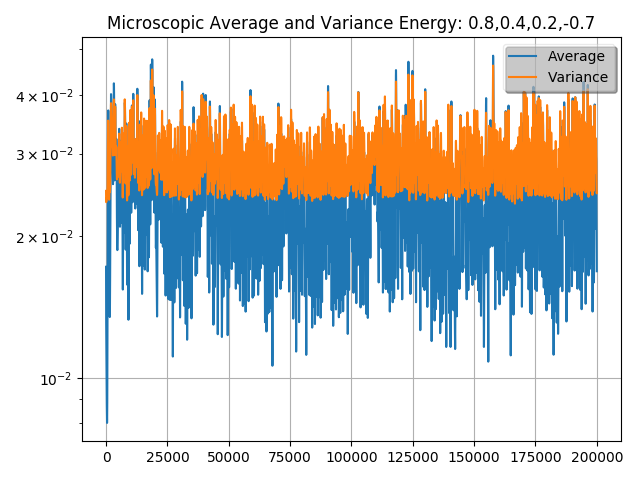 Microscopic Average and Variance Energy: 0.8,0.4,0.2,-0.7
Average
Variance
4 × 10⁻²
3 × 10⁻²
2 × 10⁻²
10⁻²
0 25000 50000 75000 100000 125000 150000 175000 200000